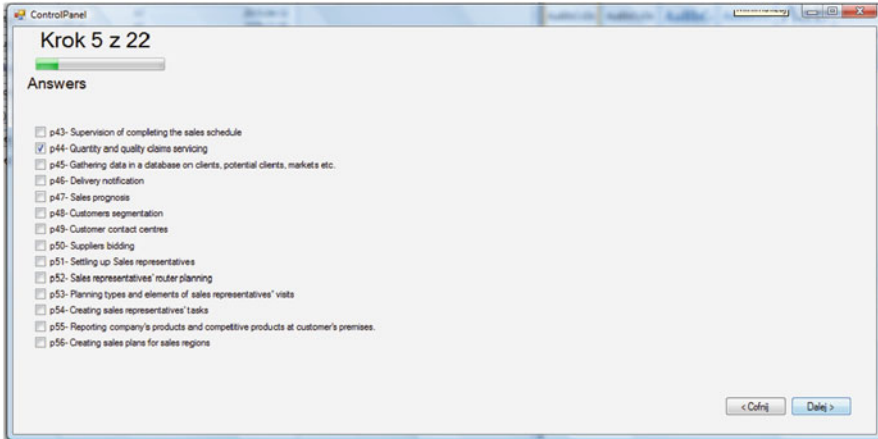 ControlPanel
Krok 5 z 22
Answers
p43- Supervision of completing the sales schedule
p44- Quantity and quality claims servicing
p45- Gathering data in a database on clients, potential clients, markets etc.
p46- Delivery notification
p47- Sales prognosis
p48- Customers segmentation
p49- Customer contact centres
p50- Suppliers bidding
p51- Settling up Sales representatives
p52- Sales representatives' router planning
p53- Planning types and elements of sales representatives' visits
p54- Creating sales representatives' tasks
p55- Reporting company's products and competitive products at customer's premises.
p56- Creating sales plans for sales regions
< Cofnij
Dalej >